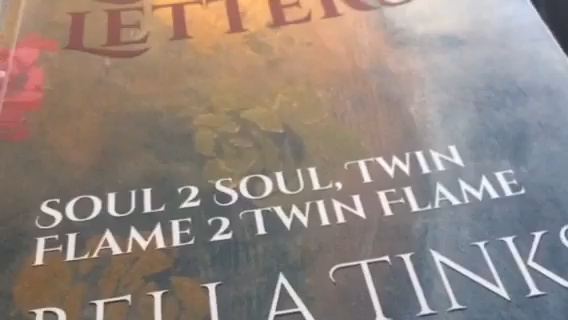 LETTERS
SOUL 2 SOUL, TWIN
FLAME 2 TWIN FLAME
BELLA TINKS